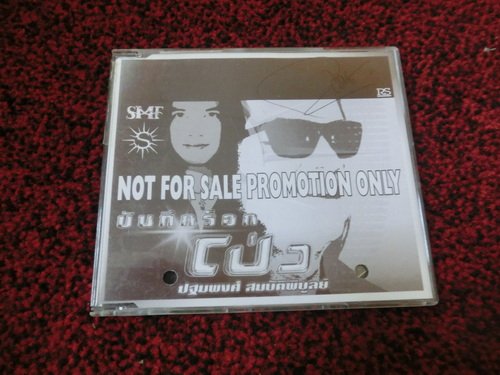 SMF
RS
S
NOT FOR SALE PROMOTION ONLY
บันทึกร็อก
โป่ง
ปฐมพงศ์ สมบัติพิบูลย์